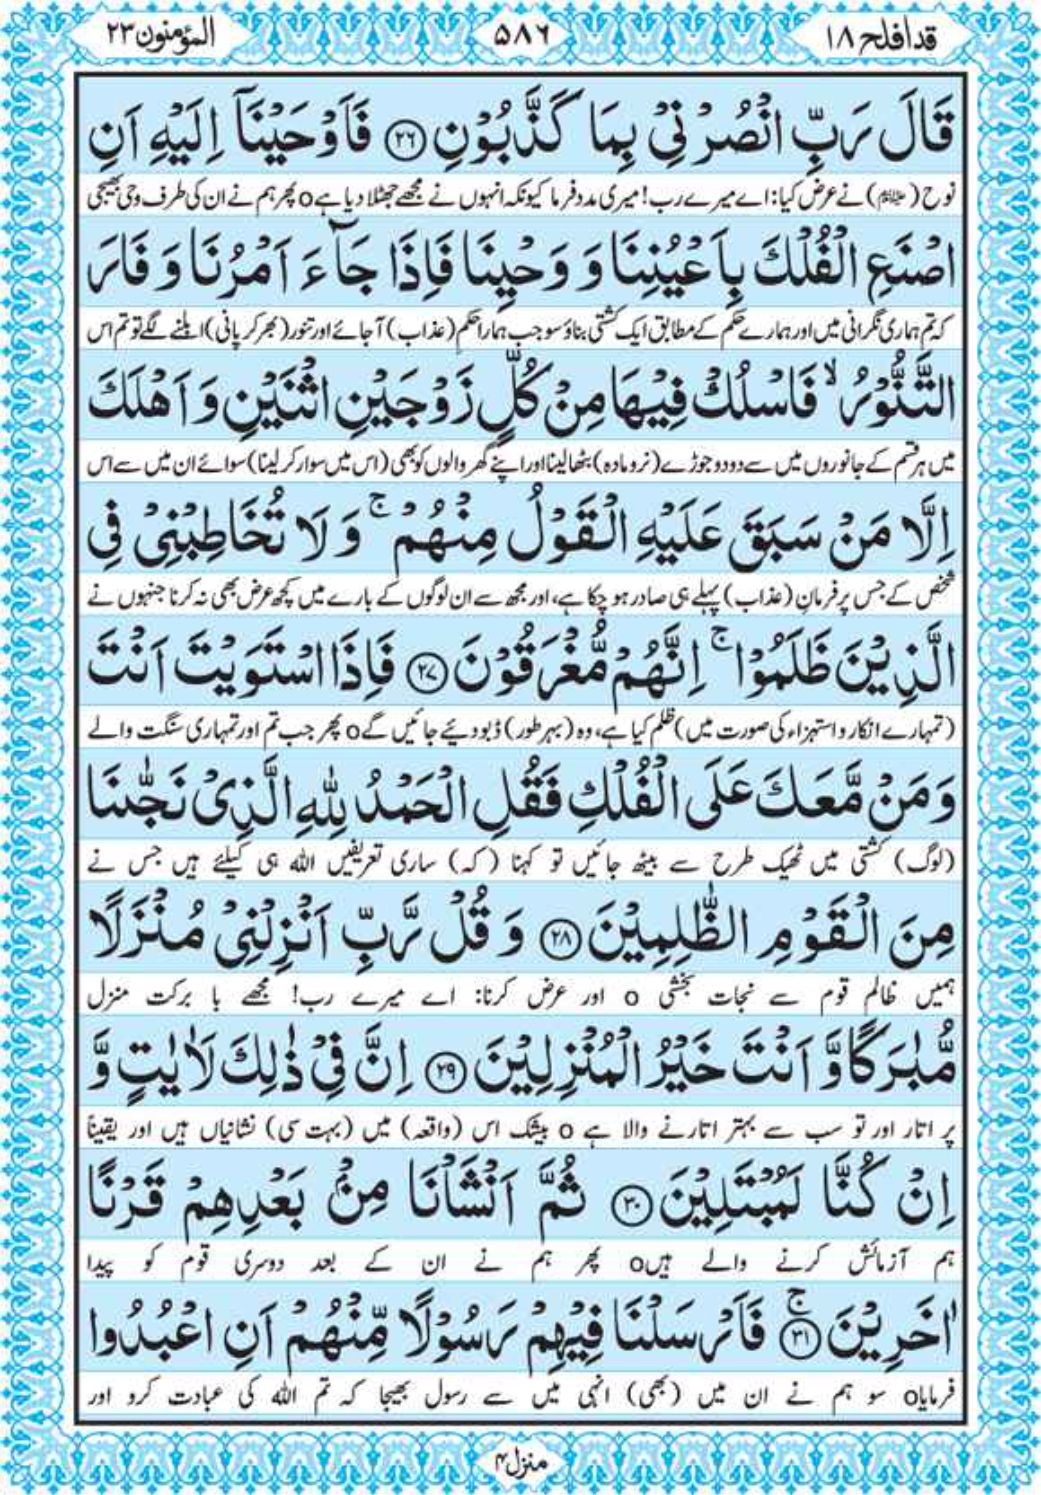 قد افلح ١٨
۵۸۶
المؤمنون ٢٣
قَالَ رَبِّ انْصُرْنِیْ بِمَا كَذَّبُوْنِ ﴿۲۶﴾ فَاَوْحَیْنَاۤ اِلَیْهِ اَنِ
نوح (علیہ السلام) نے عرض کیا: اے میرے رب! میری مدد فرما کیونکہ انہوں نے مجھے جھٹلا دیا ہے o پھر ہم نے ان کی طرف وحی بھیجی
اصْنَعِ الْفُلْكَ بِاَعْیُنِنَا وَ وَحْیِنَا فَاِذَا جَآءَ اَمْرُنَا وَ فَارَ
کہ تم ہماری نگرانی میں اور ہمارے حکم کے مطابق ایک کشتی بناؤ سو جب ہمارا حکم (عذاب) آجائے اور تنور (بھر کر پانی) ابلنے لگے تو تم اس
التَّنُّوْرُ ۙ فَاسْلُكْ فِیْهَا مِنْ كُلٍّ زَوْجَیْنِ اثْنَیْنِ وَ اَهْلَكَ
میں ہر قسم کے جانوروں میں سے دو دو جوڑے (نر و مادہ) بٹھا لینا اور اپنے گھر والوں کو بھی (اس میں سوار کر لینا) سوائے ان میں سے اس
اِلَّا مَنْ سَبَقَ عَلَیْهِ الْقَوْلُ مِنْهُمْ ۚ وَ لَا تُخَاطِبْنِیْ فِی
شخص کے جس پر فرمانِ (عذاب) پہلے ہی صادر ہو چکا ہے، اور مجھ سے ان لوگوں کے بارے میں کچھ عرض بھی نہ کرنا جنہوں نے
الَّذِیْنَ ظَلَمُوْا ۚ اِنَّهُمْ مُّغْرَقُوْنَ ﴿۲۷﴾ فَاِذَا اسْتَوَیْتَ اَنْتَ
(تمہارے انکار و استہزاء کی صورت میں) ظلم کیا ہے، وہ (بہر طور) ڈبو دیئے جائیں گے o پھر جب تم اور تمہاری سنگت والے
وَ مَنْ مَّعَكَ عَلَی الْفُلْكِ فَقُلِ الْحَمْدُ لِلّٰهِ الَّذِیْ نَجّٰىنَا
(لوگ) کشتی میں ٹھیک طرح سے بیٹھ جائیں تو کہنا (کہ) ساری تعریفیں اللہ ہی کیلئے ہیں جس نے
مِنَ الْقَوْمِ الظّٰلِمِیْنَ ﴿۲۸﴾ وَ قُلْ رَّبِّ اَنْزِلْنِیْ مُنْزَلًا
ہمیں ظالم قوم سے نجات بخشی o اور عرض کرنا: اے میرے رب! مجھے با برکت منزل
مُّبٰرَكًا وَّ اَنْتَ خَیْرُ الْمُنْزِلِیْنَ ﴿۲۹﴾ اِنَّ فِیْ ذٰلِكَ لَاٰیٰتٍ وَّ
پر اتار اور تو سب سے بہتر اتارنے والا ہے o بیشک اس (واقعہ) میں (بہت سی) نشانیاں ہیں اور یقیناً
اِنْ كُنَّا لَمُبْتَلِیْنَ ﴿۳۰﴾ ثُمَّ اَنْشَاْنَا مِنْۢ بَعْدِهِمْ قَرْنًا
ہم آزمائش کرنے والے ہیں o پھر ہم نے ان کے بعد دوسری قوم کو پیدا
اٰخَرِیْنَ ﴿۳۱﴾ۚ فَاَرْسَلْنَا فِیْهِمْ رَسُوْلًا مِّنْهُمْ اَنِ اعْبُدُوا
فرمایا o سو ہم نے ان میں (بھی) انہی میں سے رسول بھیجا کہ تم اللہ کی عبادت کرو اور
منزل۴